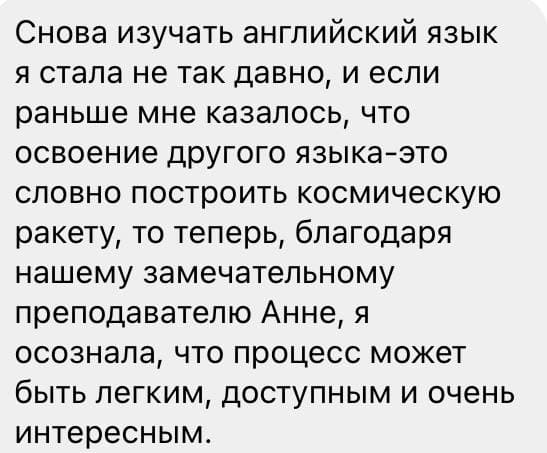 Снова изучать английский язык
я стала не так давно, и если
раньше мне казалось, что
освоение другого языка-это
словно построить космическую
ракету, то теперь, благодаря
нашему замечательному
преподавателю Анне, я
осознала, что процесс может
быть легким, доступным и очень
интересным.